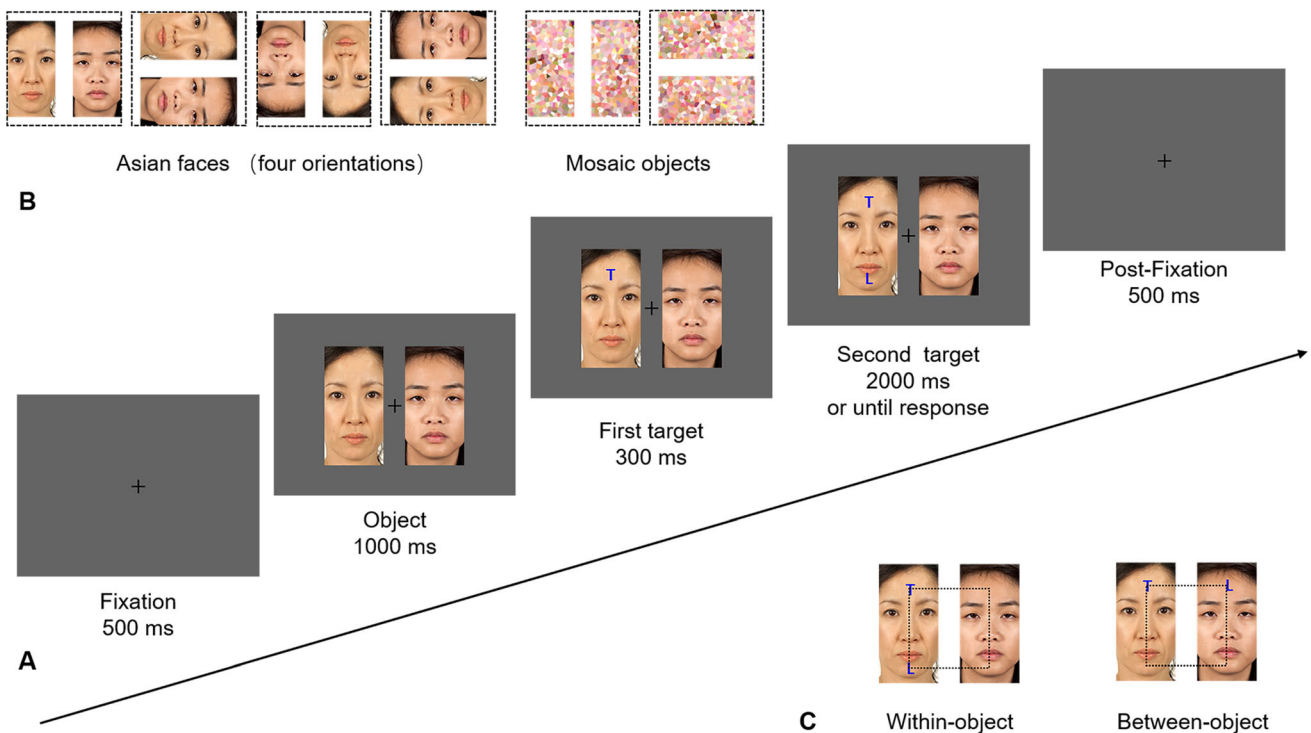 Asian faces （four orientations）
Mosaic objects
B
T
L
Post-Fixation
500 ms
T
Second target
2000 ms
or until response
First target
300 ms
Object
1000 ms
Fixation
500 ms
A
T
L
T
L
C
Within-object
Between-object